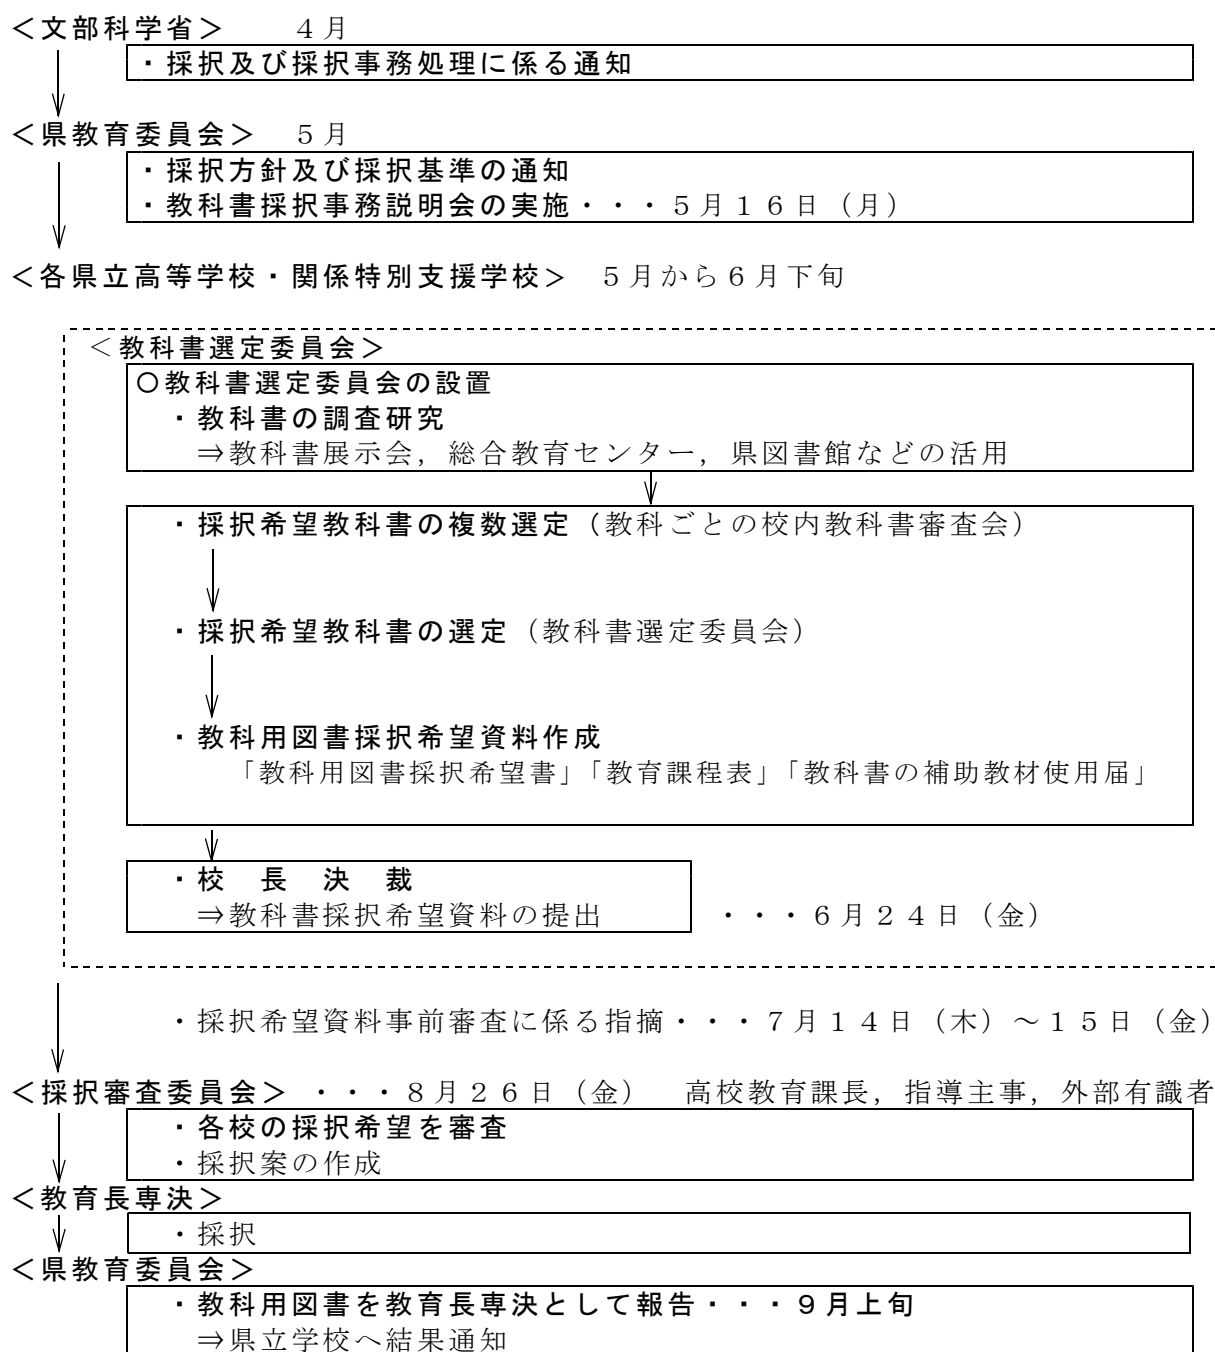 ＜文部科学省＞　　４月
・採択及び採択事務処理に係る通知
＜県教育委員会＞　５月
・採択方針及び採択基準の通知
・教科書採択事務説明会の実施・・・５月１６日（月）
＜各県立高等学校・関係特別支援学校＞　５月から６月下旬
＜教科書選定委員会＞
○教科書選定委員会の設置
・教科書の調査研究
⇒教科書展示会，総合教育センター，県図書館などの活用
・採択希望教科書の複数選定（教科ごとの校内教科書審査会）
・採択希望教科書の選定（教科書選定委員会）
・教科用図書採択希望資料作成
「教科用図書採択希望書」「教育課程表」「教科書の補助教材使用届」
・校　長　決　裁
⇒教科書採択希望資料の提出　　・・・６月２４日（金）
・採択希望資料事前審査に係る指摘・・・７月１４日（木）～１５日（金）
＜採択審査委員会＞・・・８月２６日（金）　高校教育課長，指導主事，外部有識者
・各校の採択希望を審査
・採択案の作成
＜教育長専決＞
・採択
＜県教育委員会＞
・教科用図書を教育長専決として報告・・・９月上旬
⇒県立学校へ結果通知